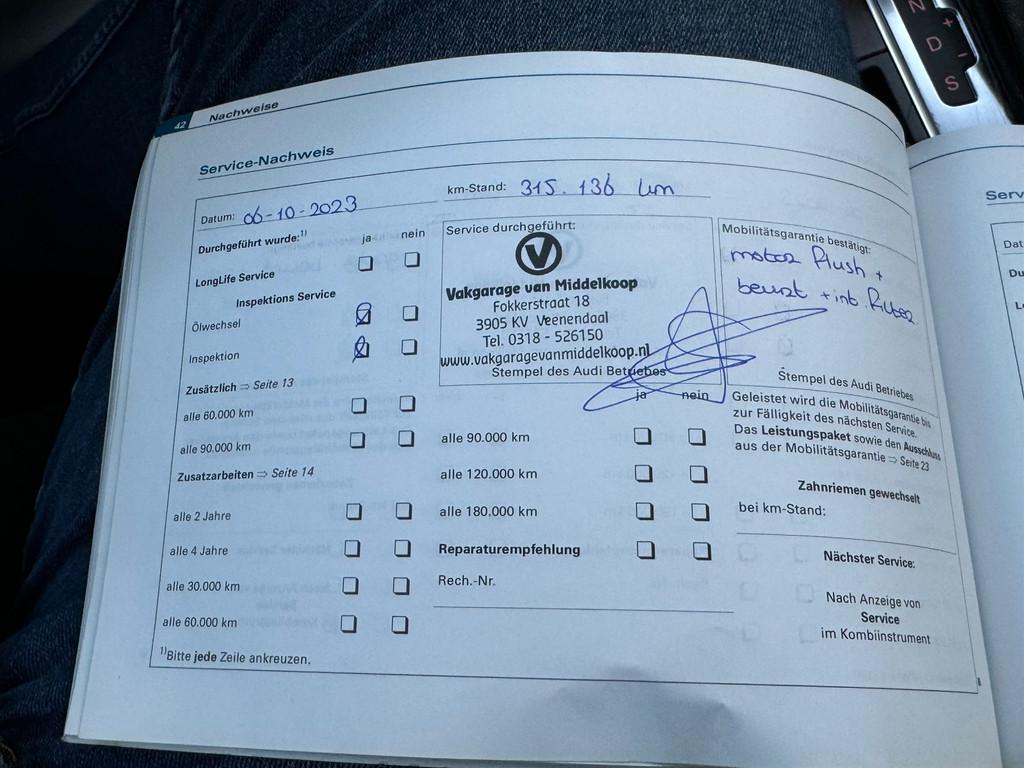 N
+
D
–
S
42
Nachweise
Service-Nachweis
Datum: 06-10-2023
km-Stand: 315.136 km
Durchgeführt wurde:¹⁾ ja nein
LongLife Service
Inspektions Service
Ölwechsel
Inspektion
Zusätzlich ⇒ Seite 13
alle 60.000 km
alle 90.000 km
Zusatzarbeiten ⇒ Seite 14
alle 2 Jahre
alle 4 Jahre
alle 30.000 km
alle 60.000 km
¹⁾Bitte jede Zeile ankreuzen.
Service durchgeführt:
V
Vakgarage van Middelkoop
Fokkerstraat 18
3905 KV Veenendaal
Tel. 0318 - 526150
www.vakgaragevanmiddelkoop.nl
Stempel des Audi Betriebes
ja nein
alle 90.000 km
alle 120.000 km
alle 180.000 km
Reparaturempfehlung
Rech.-Nr.
Mobilitätsgarantie bestätigt:
motor flush +
beurt + int. filter
Stempel des Audi Betriebes
Geleistet wird die Mobilitätsgarantie bis
zur Fälligkeit des nächsten Service.
Das Leistungspaket sowie den Ausschluss
aus der Mobilitätsgarantie ⇒ Seite 23
Zahnriemen gewechselt
bei km-Stand:
Nächster Service:
Nach Anzeige von
Service
im Kombiinstrument